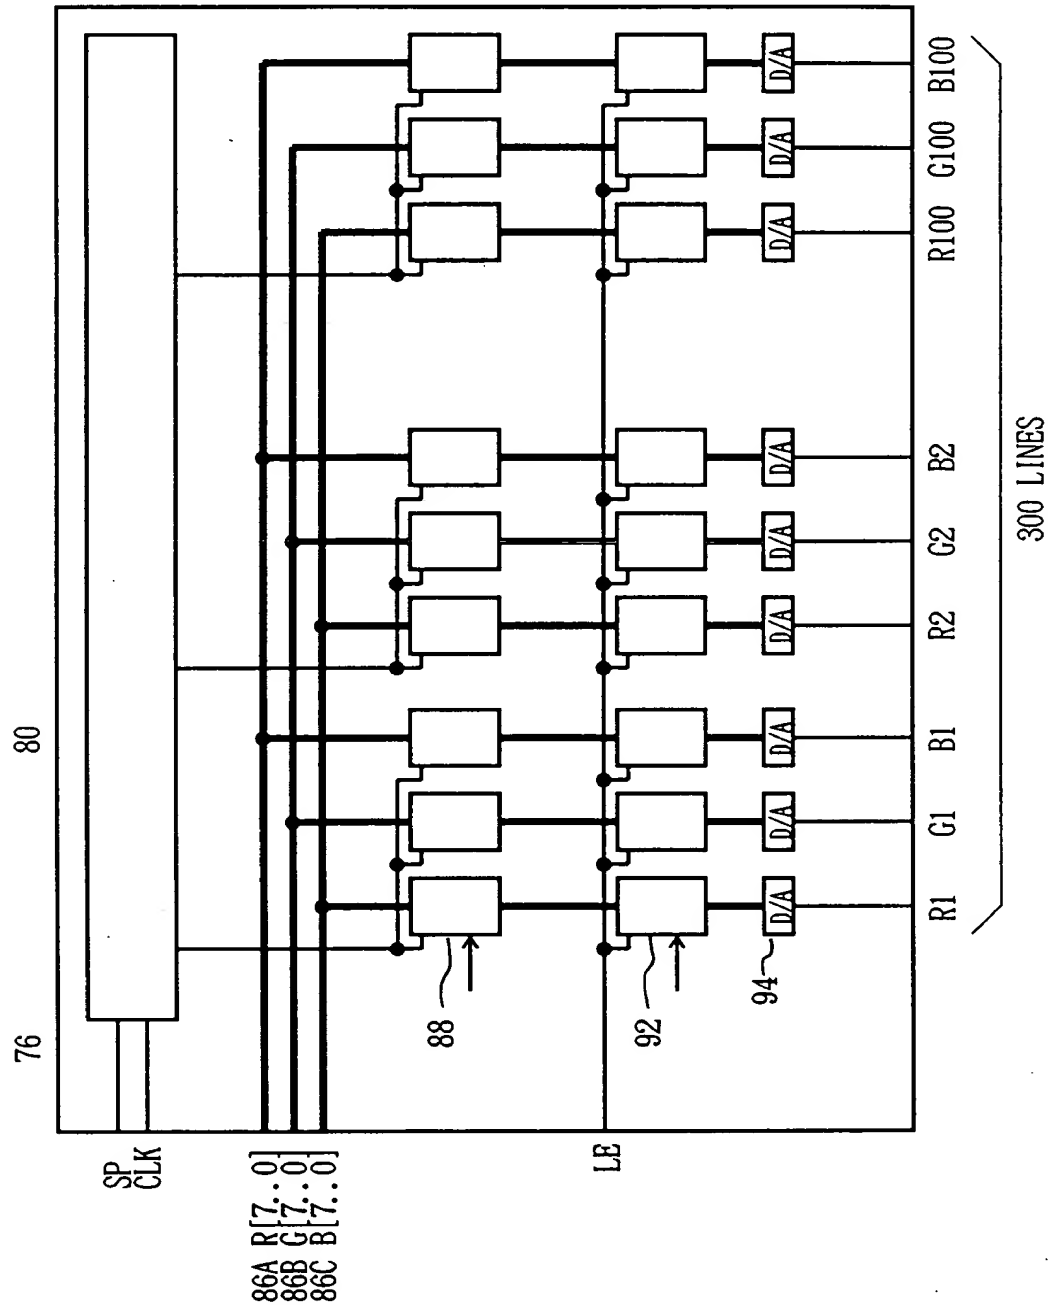 76
80
SP
CLK
86A R[7..0]
86B G[7..0]
86C B[7..0]
88
LE
92
94
D/A
D/A
D/A
D/A
D/A
D/A
D/A
D/A
D/A
R1
G1
B1
R2
G2
B2
R100
G100
B100
300 LINES